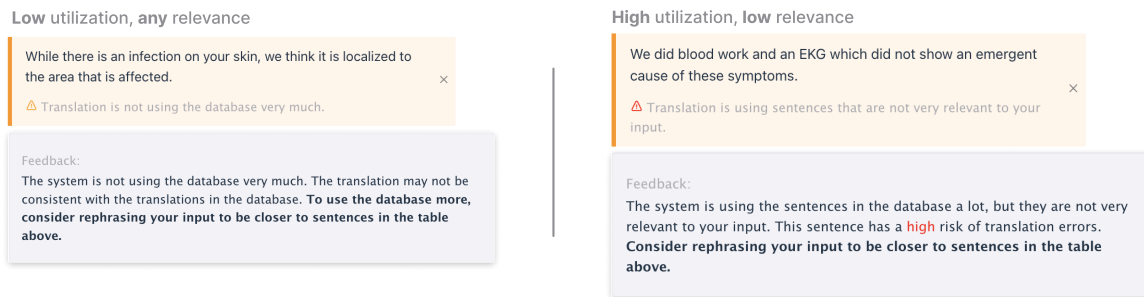 Low utilization, any relevance
While there is an infection on your skin, we think it is localized to
the area that is affected.
×
Translation is not using the database very much.
Feedback:
The system is not using the database very much. The translation may not be
consistent with the translations in the database. To use the database more,
consider rephrasing your input to be closer to sentences in the table
above.
High utilization, low relevance
We did blood work and an EKG which did not show an emergent
cause of these symptoms.
×
Translation is using sentences that are not very relevant to your
input.
Feedback:
The system is using the sentences in the database a lot, but they are not very
relevant to your input. This sentence has a high risk of translation errors.
Consider rephrasing your input to be closer to sentences in the table
above.